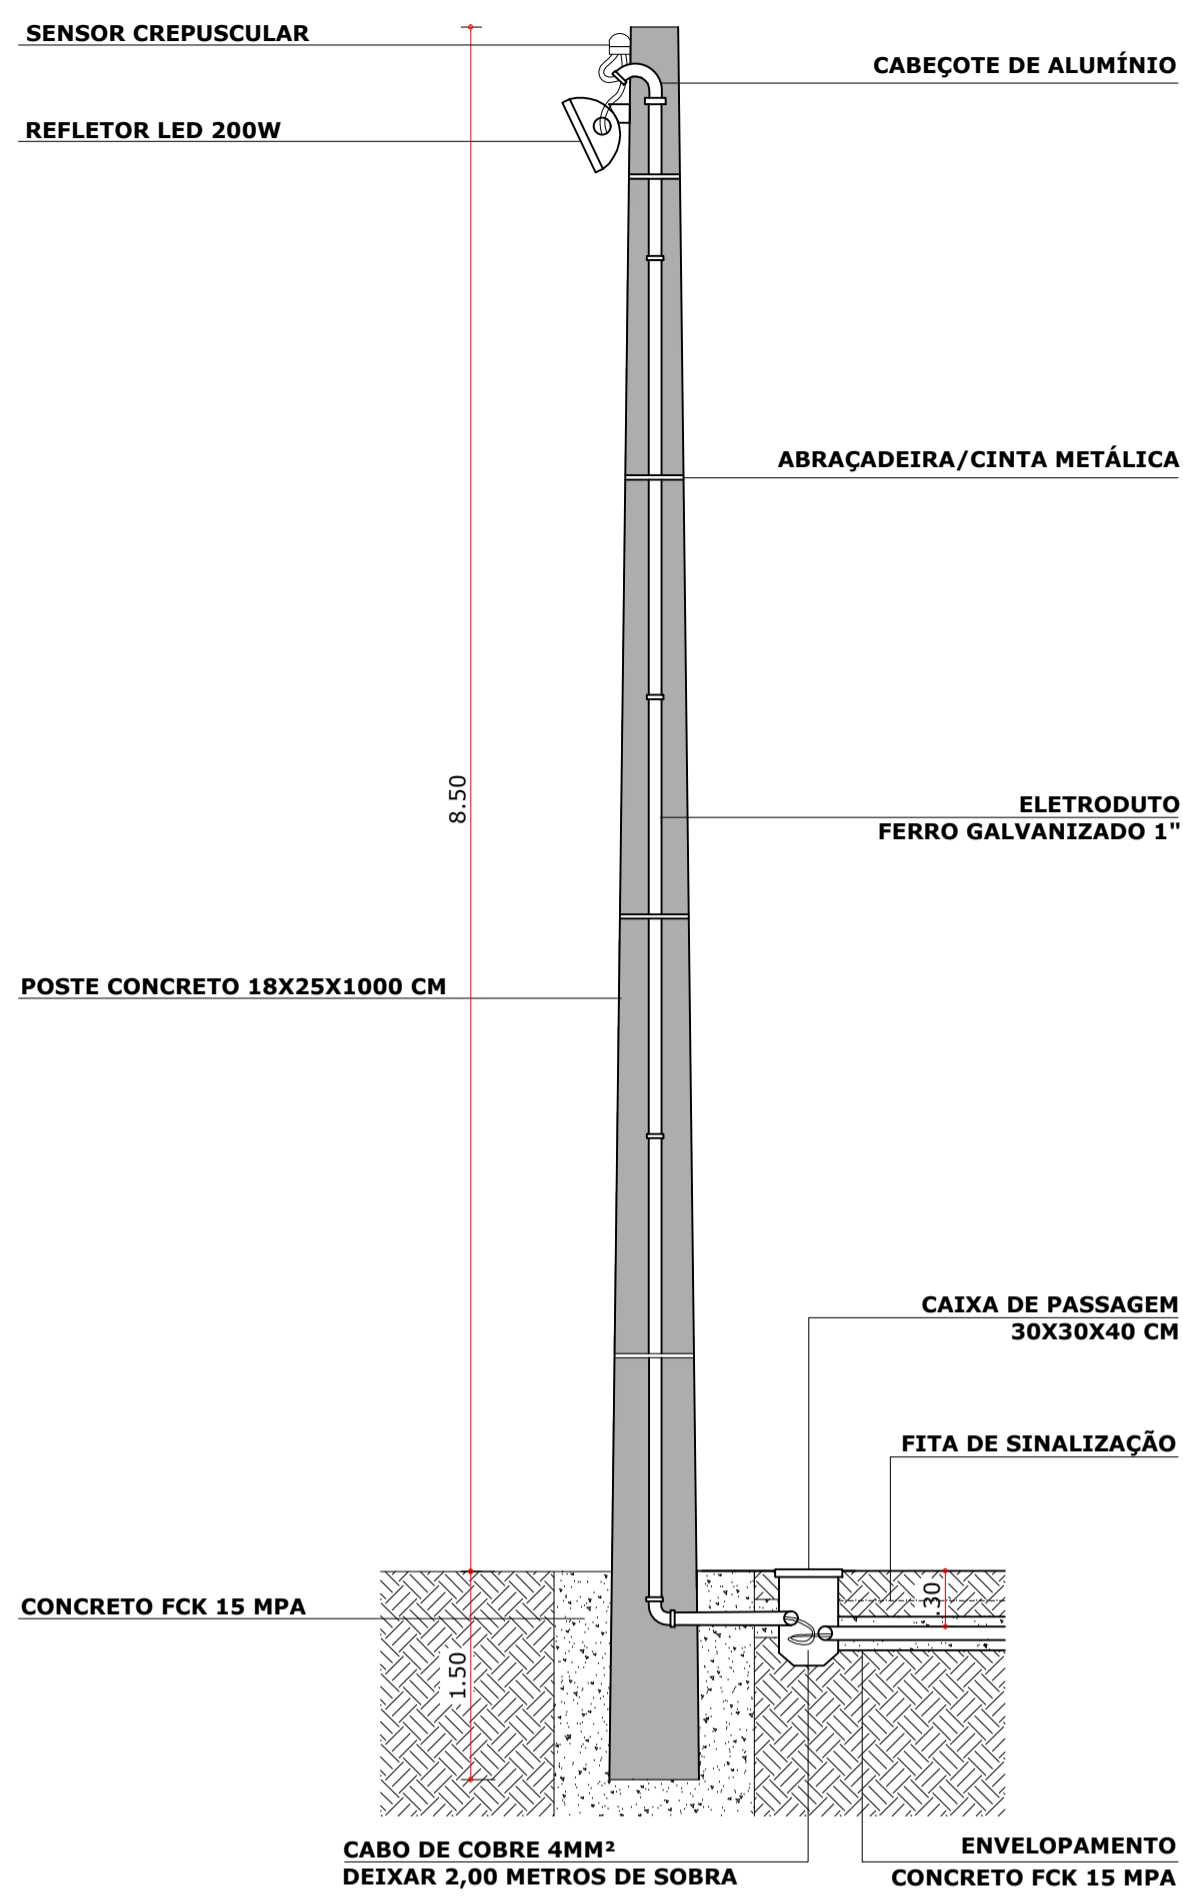 SENSOR CREPUSCULAR
CABEÇOTE DE ALUMÍNIO
REFLETOR LED 200W
ABRAÇADEIRA/CINTA METÁLICA
8.50
ELETRODUTO
FERRO GALVANIZADO 1"
POSTE CONCRETO 18X25X1000 CM
CAIXA DE PASSAGEM
30X30X40 CM
FITA DE SINALIZAÇÃO
.30
CONCRETO FCK 15 MPA
1.50
CABO DE COBRE 4MM²
DEIXAR 2,00 METROS DE SOBRA
ENVELOPAMENTO
CONCRETO FCK 15 MPA